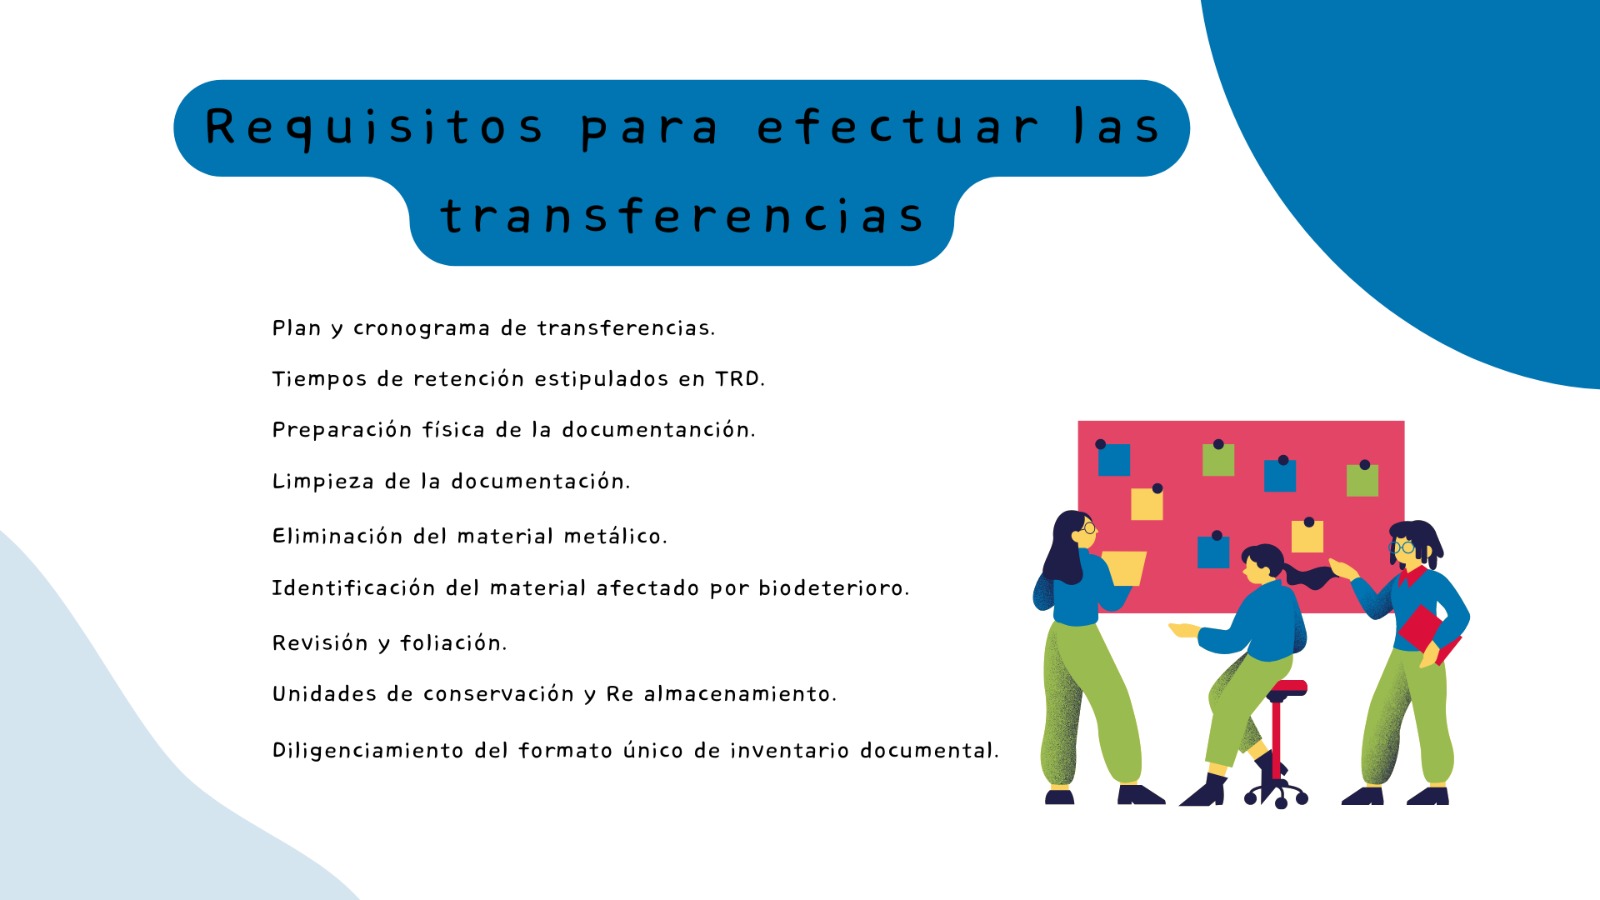 Requisitos para efectuar las
transferencias
Plan y cronograma de transferencias.
Tiempos de retención estipulados en TRD.
Preparación física de la documentanción.
Limpieza de la documentación.
Eliminación del material metálico.
Identificación del material afectado por biodeterioro.
Revisión y foliación.
Unidades de conservación y Re almacenamiento.
Diligenciamiento del formato único de inventario documental.